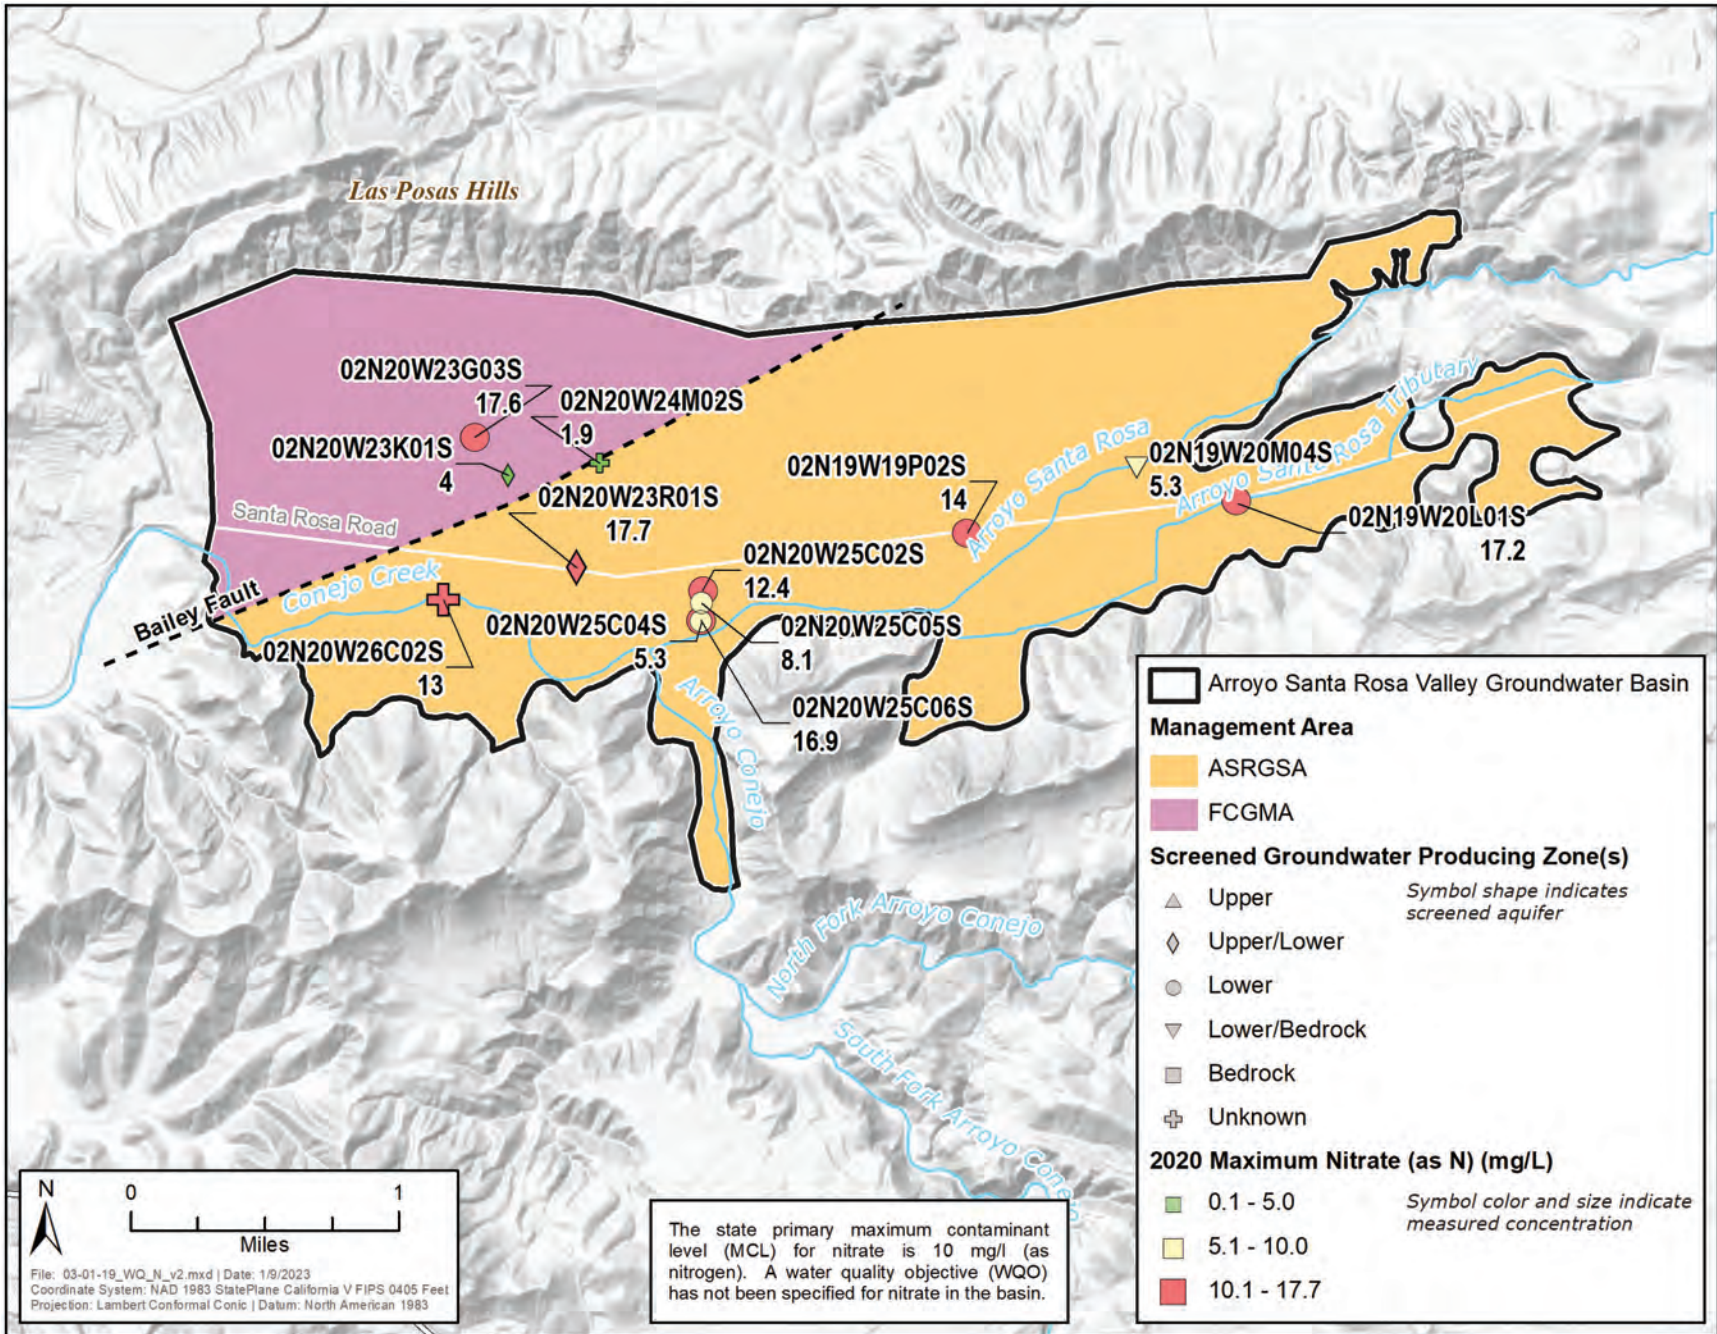 Las Posas Hills
02N20W23G03S
17.6
02N20W24M02S
1.9
02N20W23K01S
4
02N20W23R01S
17.7
Santa Rosa Road
Conejo Creek
Bailey Fault
02N20W26C02S
13
02N20W25C04S
5.3
02N20W25C02S
12.4
02N20W25C05S
8.1
02N20W25C06S
16.9
Arroyo Conejo
02N19W19P02S
14
Arroyo Santa Rosa
02N19W20M04S
5.3
Arroyo Santa Rosa Tributary
02N19W20L01S
17.2
North Fork Arroyo Conejo
South Fork Arroyo Conejo
Arroyo Santa Rosa Valley Groundwater Basin
Management Area
ASRGSA
FCGMA
Screened Groundwater Producing Zone(s)
Upper
Symbol shape indicates
screened aquifer
Upper/Lower
Lower
Lower/Bedrock
Bedrock
Unknown
2020 Maximum Nitrate (as N) (mg/L)
0.1 - 5.0
Symbol color and size indicate
measured concentration
5.1 - 10.0
10.1 - 17.7
N
0 1
Miles
File: 03-01-19_WQ_N_v2.mxd | Date: 1/9/2023
Coordinate System: NAD 1983 StatePlane California V FIPS 0405 Feet
Projection: Lambert Conformal Conic | Datum: North American 1983
The state primary maximum contaminant
level (MCL) for nitrate is 10 mg/l (as
nitrogen). A water quality objective (WQO)
has not been specified for nitrate in the basin.